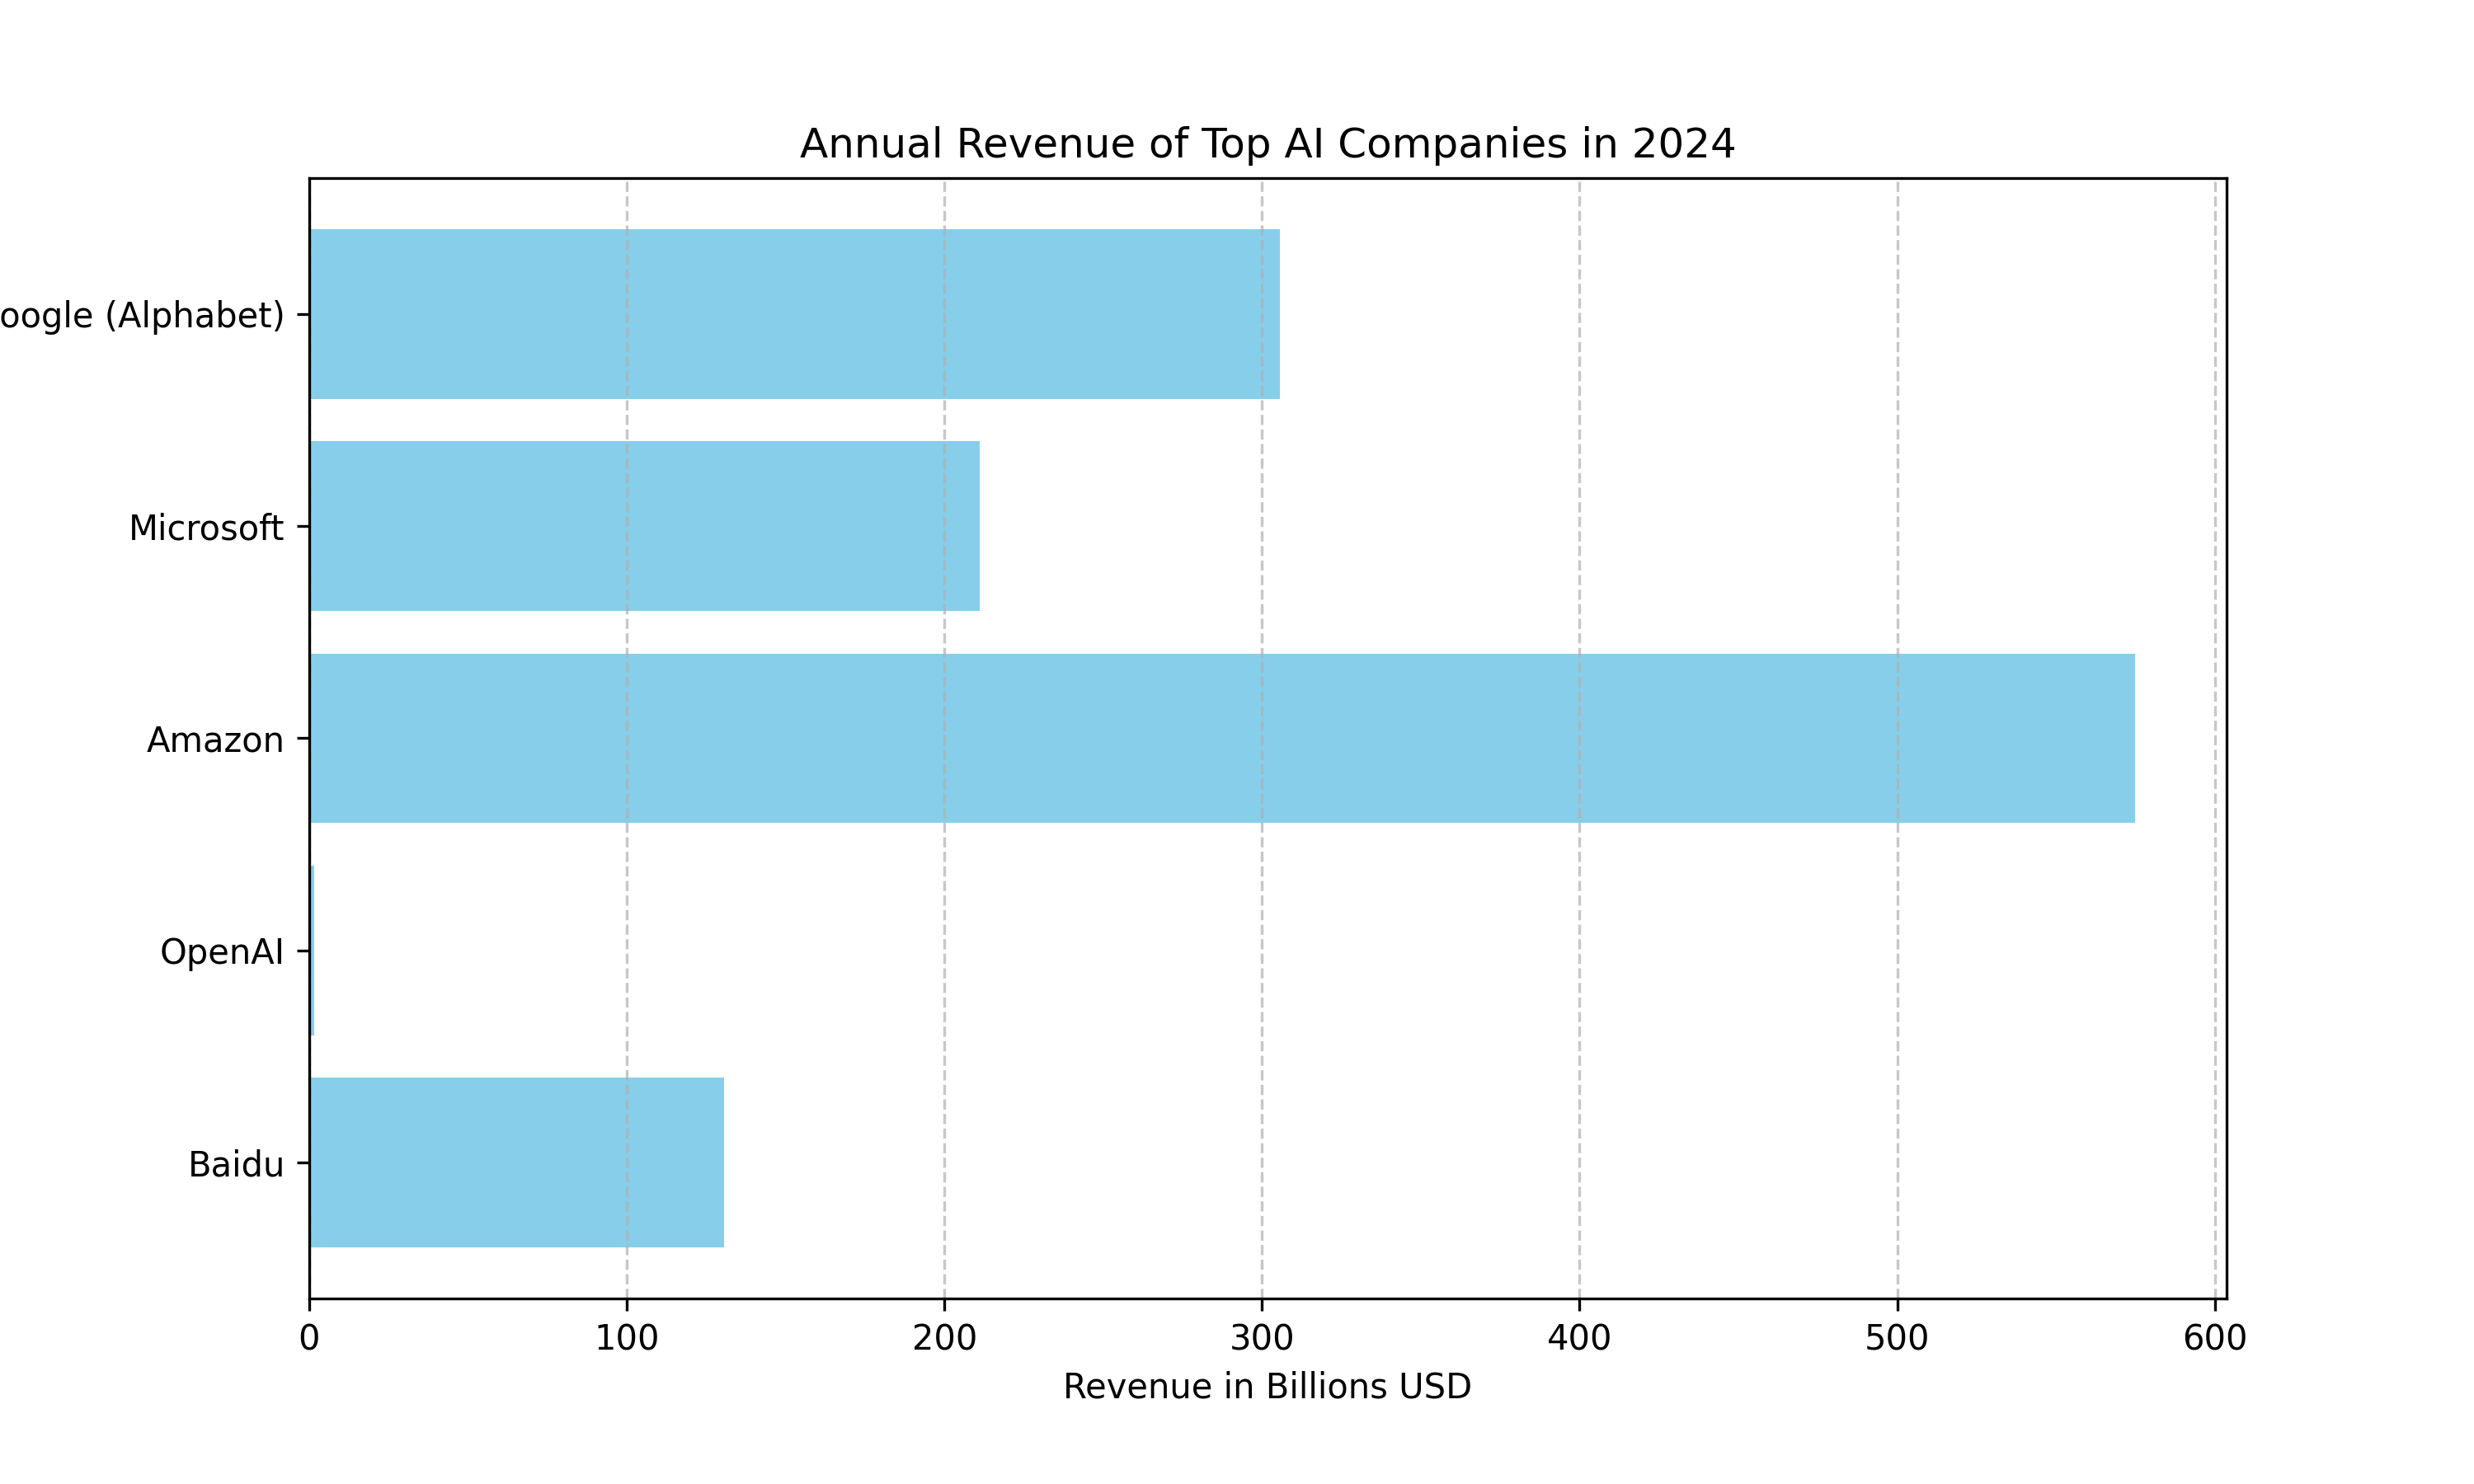 Annual Revenue of Top AI Companies in 2024
oogle (Alphabet)
Microsoft
Amazon
OpenAI
Baidu
0 100 200 300 400 500 600
Revenue in Billions USD